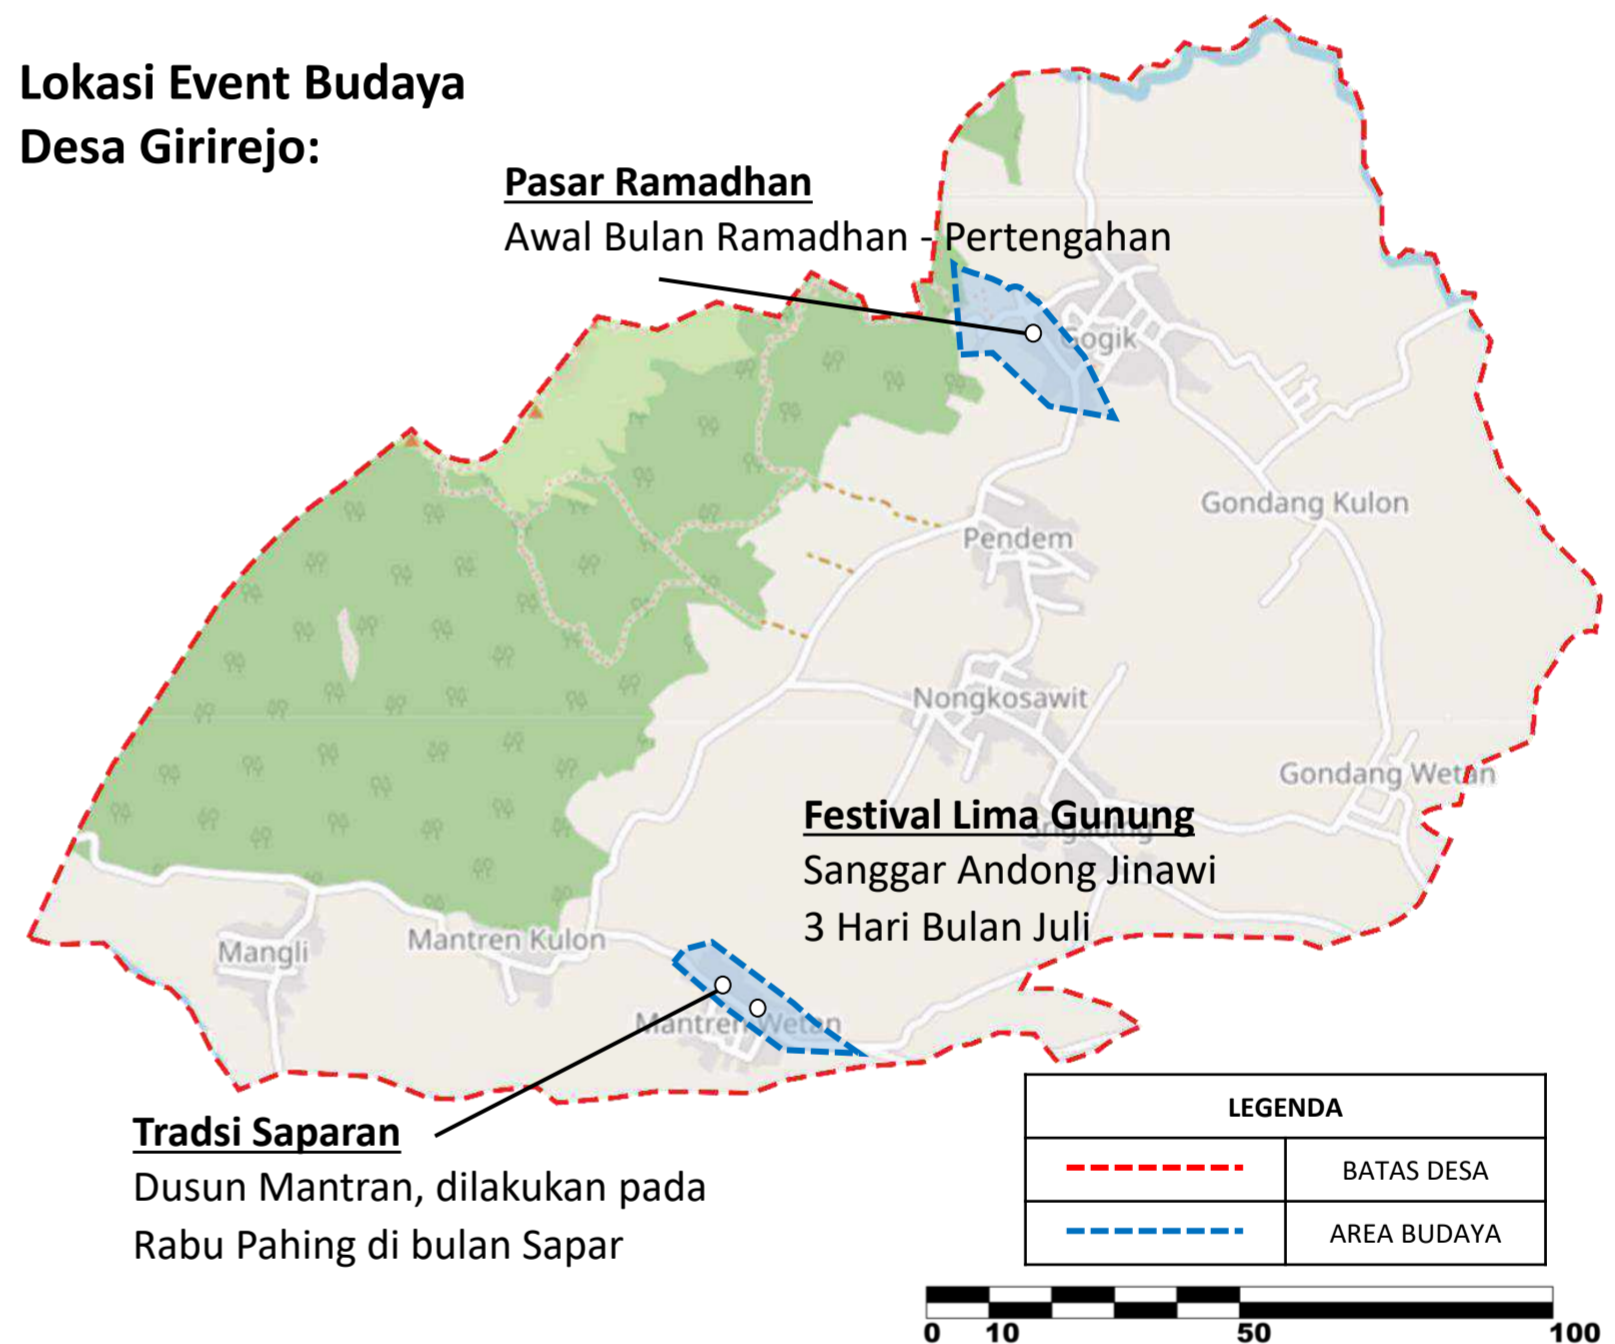 Lokasi Event Budaya
Desa Girirejo:
Pasar Ramadhan
Awal Bulan Ramadhan - Pertengahan
Gogik
Gondang Kulon
Pendem
Nongkosawit
Gondang Wetan
Festival Lima Gunung
Sanggar Andong Jinawi
3 Hari Bulan Juli
Mangli
Mantren Kulon
Mantren Wetan
Tradsi Saparan
Dusun Mantran, dilakukan pada
Rabu Pahing di bulan Sapar
LEGENDA
BATAS DESA
AREA BUDAYA
0 10 50 100